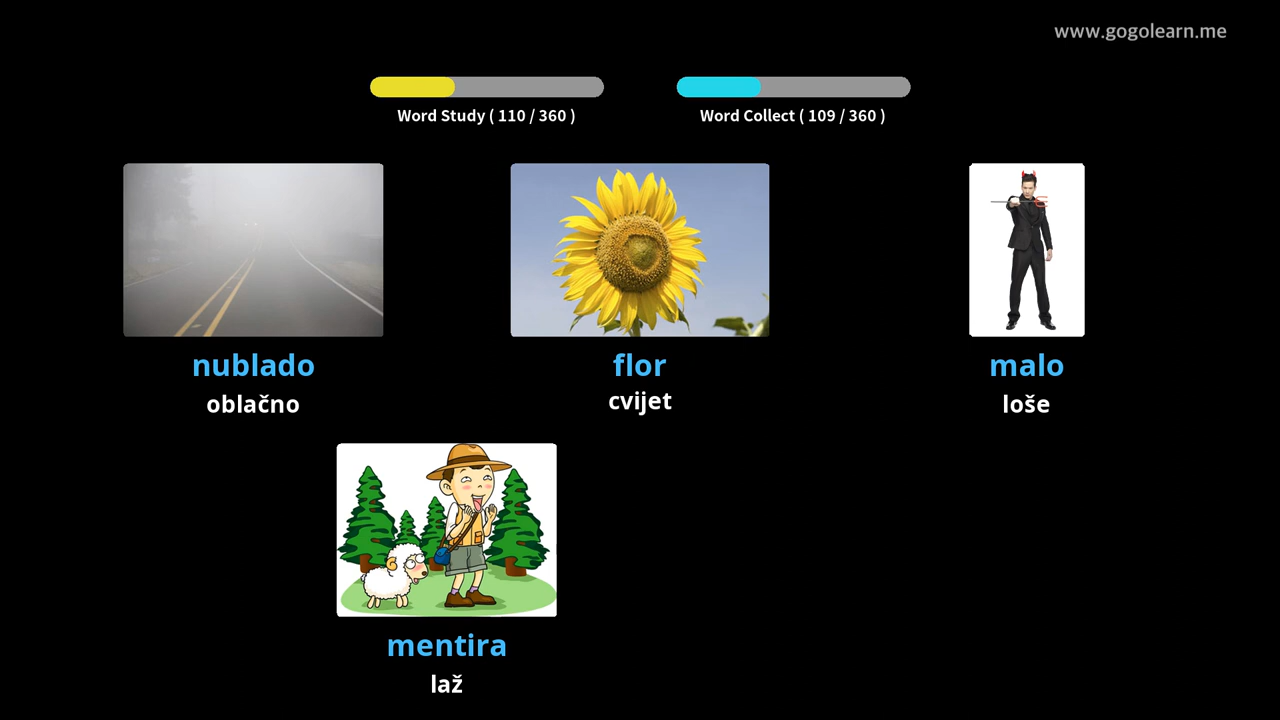 www.gogolearn.me
Word Study ( 110 / 360 )
Word Collect ( 109 / 360 )
nublado
oblačno
flor
cvijet
malo
loše
mentira
laž